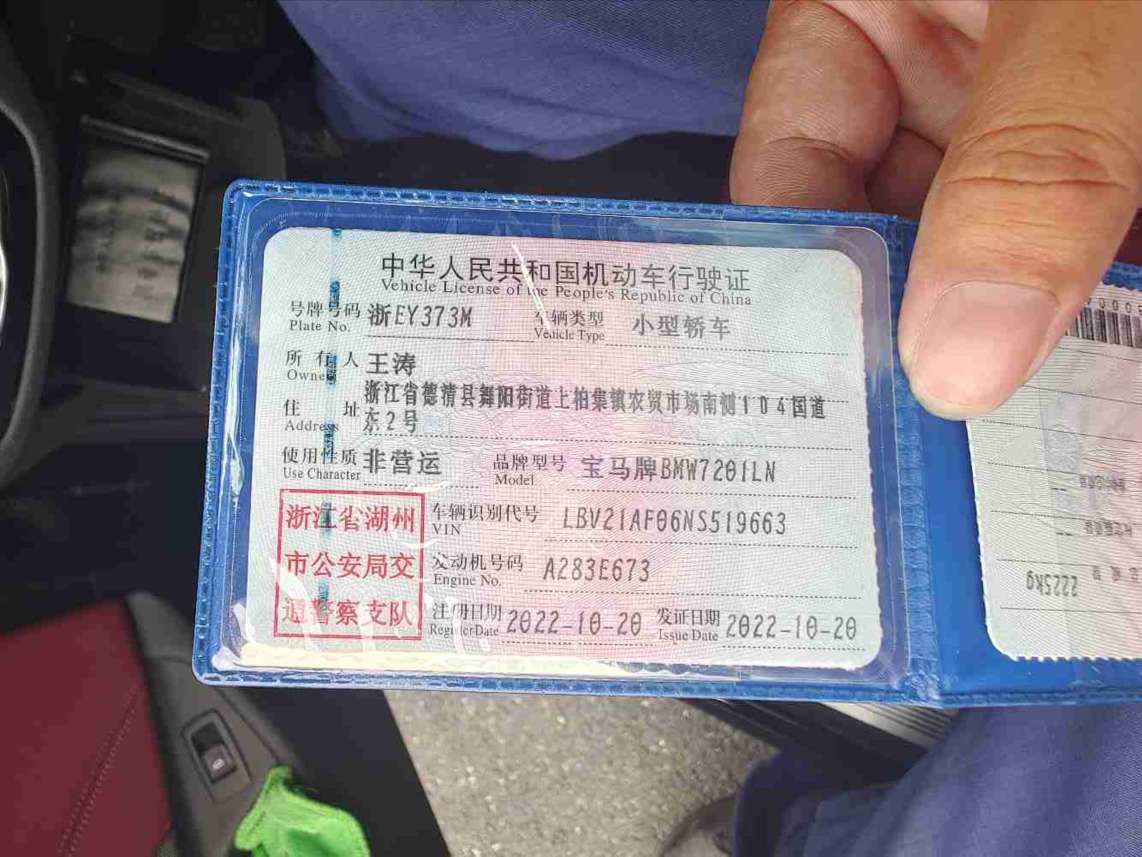 中华人民共和国机动车行驶证
Vehicle License of the People's Republic of China
号牌号码 浙EY373M 车辆类型 小型轿车
Plate No. Vehicle Type
所有人 王涛
Owner
浙江省德清县舞阳街道上柏集镇农贸市场南侧104国道
住址 东2号
Address
使用性质 非营运 品牌型号 宝马牌BMW7201LN
Use Character Model
浙江省湖州 车辆识别代号 LBV21AF06NS519663
VIN
市公安局交 发动机号码 A283E673
Engine No.
通警察支队 注册日期 2022-10-20 发证日期 2022-10-20
Register Date Issue Date
2225kg